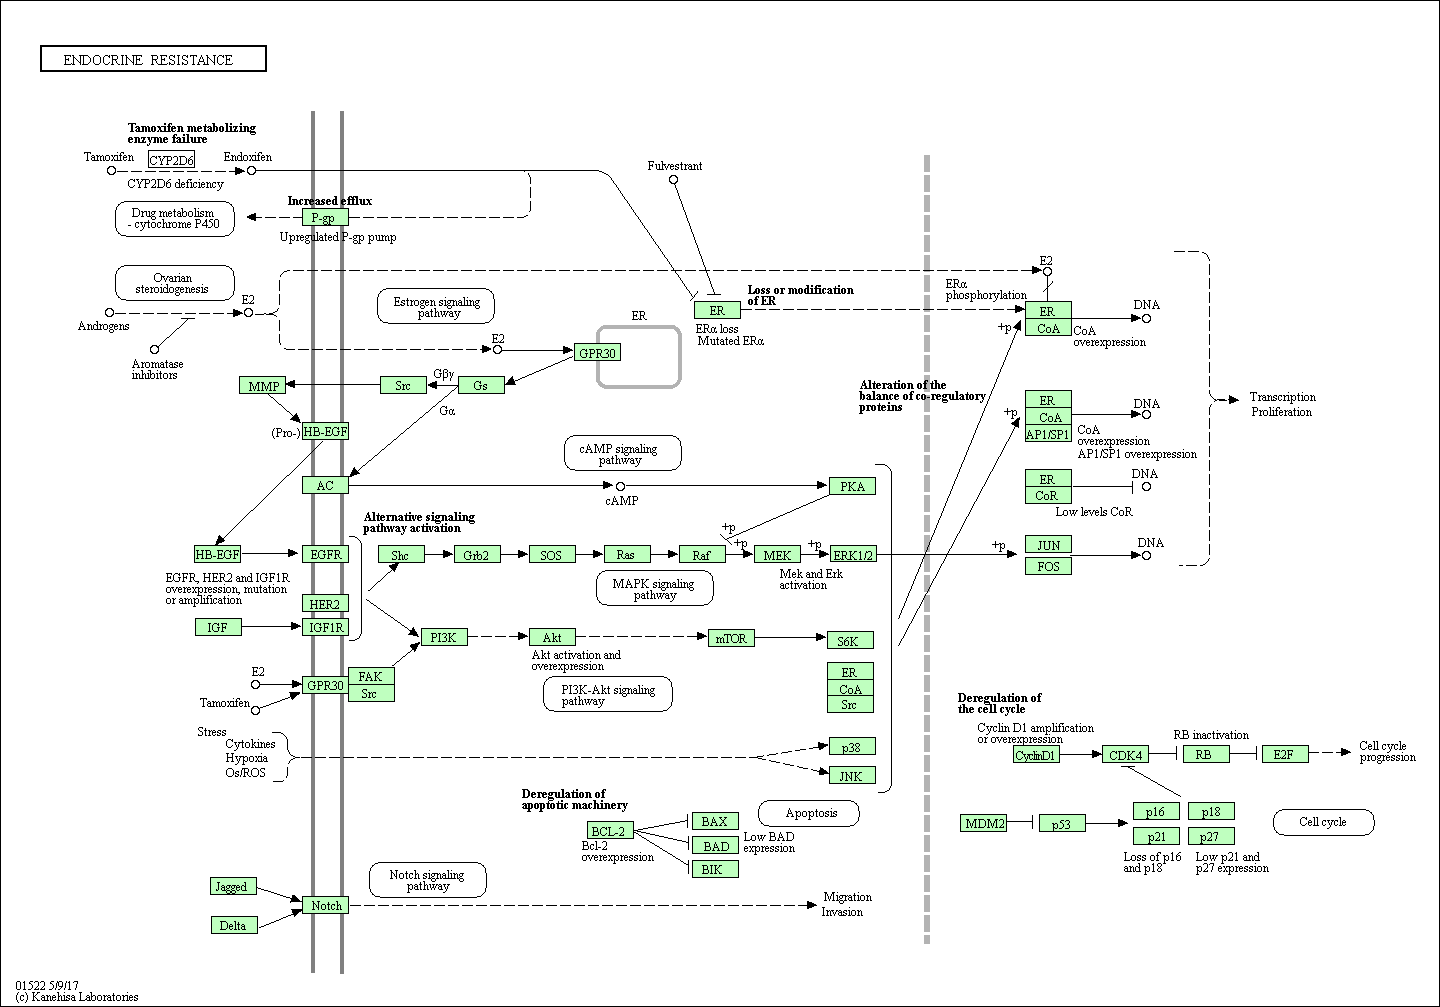 ENDOCRINE RESISTANCE
Tamoxifen metabolizing
enzyme failure
Tamoxifen
CYP2D6
Endoxifen
CYP2D6 deficiency
Fulvestrant
Increased efflux
Drug metabolism
- cytochrome P450
P-gp
Upregulated P-gp pump
Ovarian
steroidogenesis
E2
Androgens
Aromatase
inhibitors
Estrogen signaling
pathway
E2
ER
GPR30
ER
Loss or modification
of ER
ERα loss
Mutated ERα
E2
ERα
phosphorylation
ER
CoA
+p
CoA
overexpression
DNA
MMP
Src
Gβγ
Gs
Gα
(Pro-)
HB-EGF
Alteration of the
balance of co-regulatory
proteins
+p
ER
CoA
AP1/SP1
DNA
CoA
overexpression
AP1/SP1 overexpression
Transcription
Proliferation
cAMP signaling
pathway
AC
cAMP
PKA
ER
CoR
DNA
Low levels CoR
Alternative signaling
pathway activation
HB-EGF
EGFR
Shc
Grb2
SOS
Ras
+p
Raf
+p
MEK
+p
ERK1/2
+p
JUN
FOS
DNA
EGFR, HER2 and IGF1R
overexpression, mutation
or amplification
MAPK signaling
pathway
Mek and Erk
activation
HER2
IGF
IGF1R
PI3K
Akt
mTOR
S6K
Akt activation and
overexpression
E2
Tamoxifen
GPR30
FAK
Src
PI3K-Akt signaling
pathway
ER
CoA
Src
Stress
Cytokines
Hypoxia
Os/ROS
p38
JNK
Deregulation of
the cell cycle
Cyclin D1 amplification
or overexpression
CyclinD1
CDK4
RB inactivation
RB
E2F
Cell cycle
progression
MDM2
p53
p16
p18
p21
p27
Loss of p16
and p18
Low p21 and
p27 expression
Cell cycle
Deregulation of
apoptotic machinery
BCL-2
Bcl-2
overexpression
BAX
BAD
BIK
Low BAD
expression
Apoptosis
Notch signaling
pathway
Jagged
Delta
Notch
Migration
Invasion
01522 5/9/17
(c) Kanehisa Laboratories